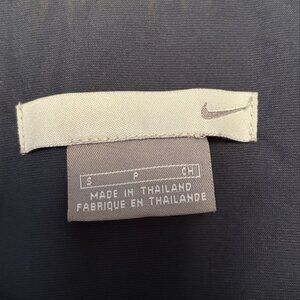 S P CH
MADE IN THAILAND
FABRIQUE EN THAILANDE